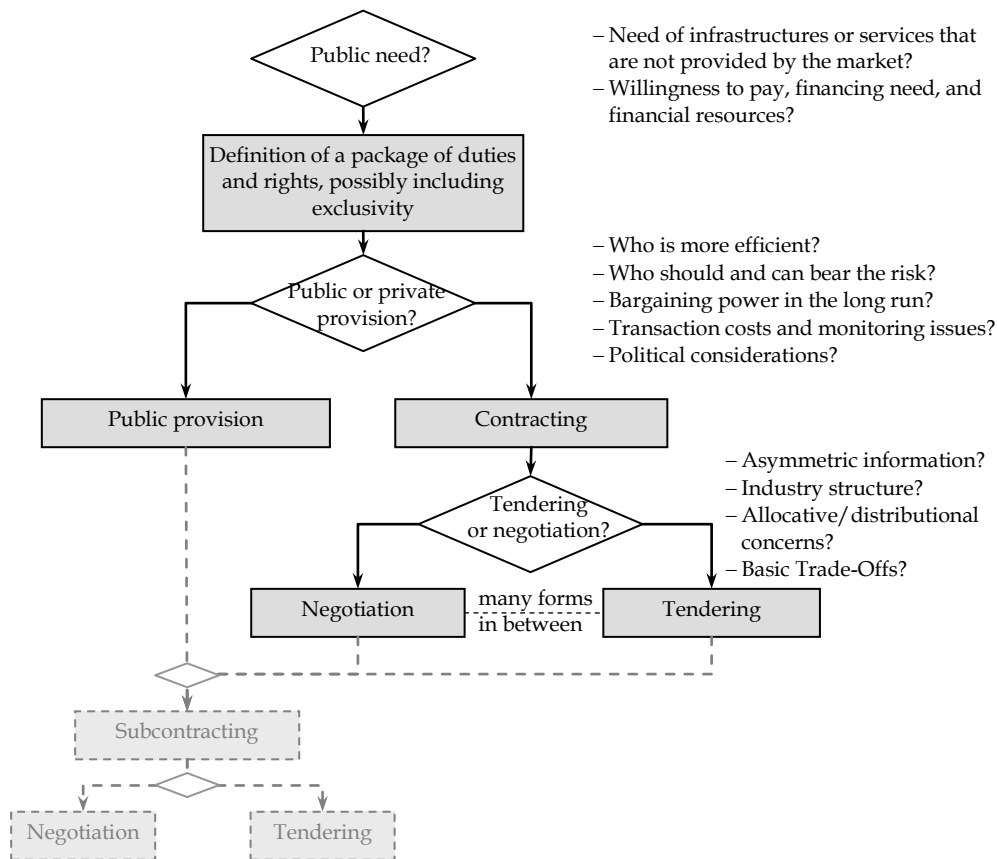 Public need?
– Need of infrastructures or services that
are not provided by the market?
– Willingness to pay, financing need, and
financial resources?
Definition of a package of duties
and rights, possibly including
exclusivity
Public or private
provision?
– Who is more efficient?
– Who should and can bear the risk?
– Bargaining power in the long run?
– Transaction costs and monitoring issues?
– Political considerations?
Public provision
Contracting
Tendering
or negotiation?
– Asymmetric information?
– Industry structure?
– Allocative/distributional
concerns?
– Basic Trade-Offs?
Negotiation
many forms
in between
Tendering
Subcontracting
Negotiation
Tendering